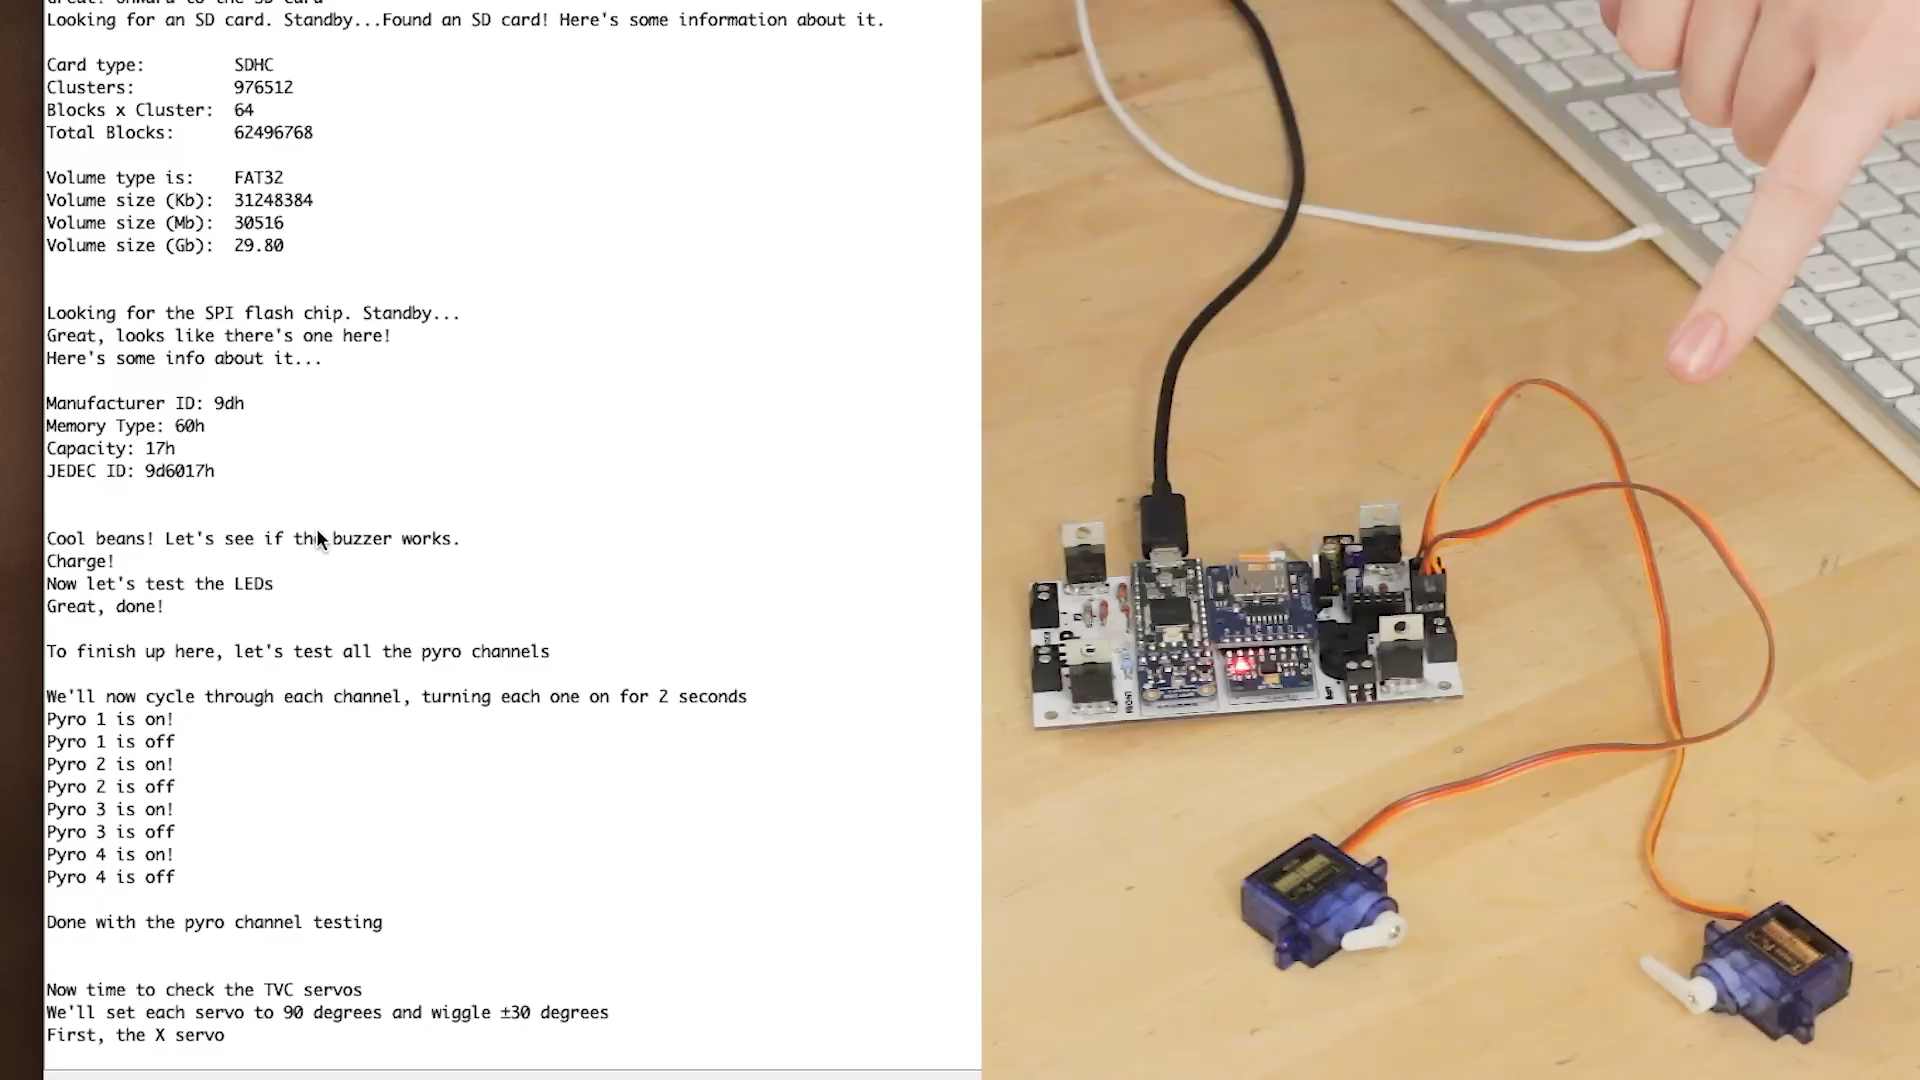 Looking for an SD card. Standby...Found an SD card! Here's some information about it.
Card type: SDHC
Clusters: 976512
Blocks x Cluster: 64
Total Blocks: 62496768
Volume type is: FAT32
Volume size (Kb): 31248384
Volume size (Mb): 30516
Volume size (Gb): 29.80
Looking for the SPI flash chip. Standby...
Great, looks like there's one here!
Here's some info about it...
Manufacturer ID: 9dh
Memory Type: 60h
Capacity: 17h
JEDEC ID: 9d6017h
Cool beans! Let's see if the buzzer works.
Charge!
Now let's test the LEDs
Great, done!
To finish up here, let's test all the pyro channels
We'll now cycle through each channel, turning each one on for 2 seconds
Pyro 1 is on!
Pyro 1 is off
Pyro 2 is on!
Pyro 2 is off
Pyro 3 is on!
Pyro 3 is off
Pyro 4 is on!
Pyro 4 is off
Done with the pyro channel testing
Now time to check the TVC servos
We'll set each servo to 90 degrees and wiggle ±30 degrees
First, the X servo